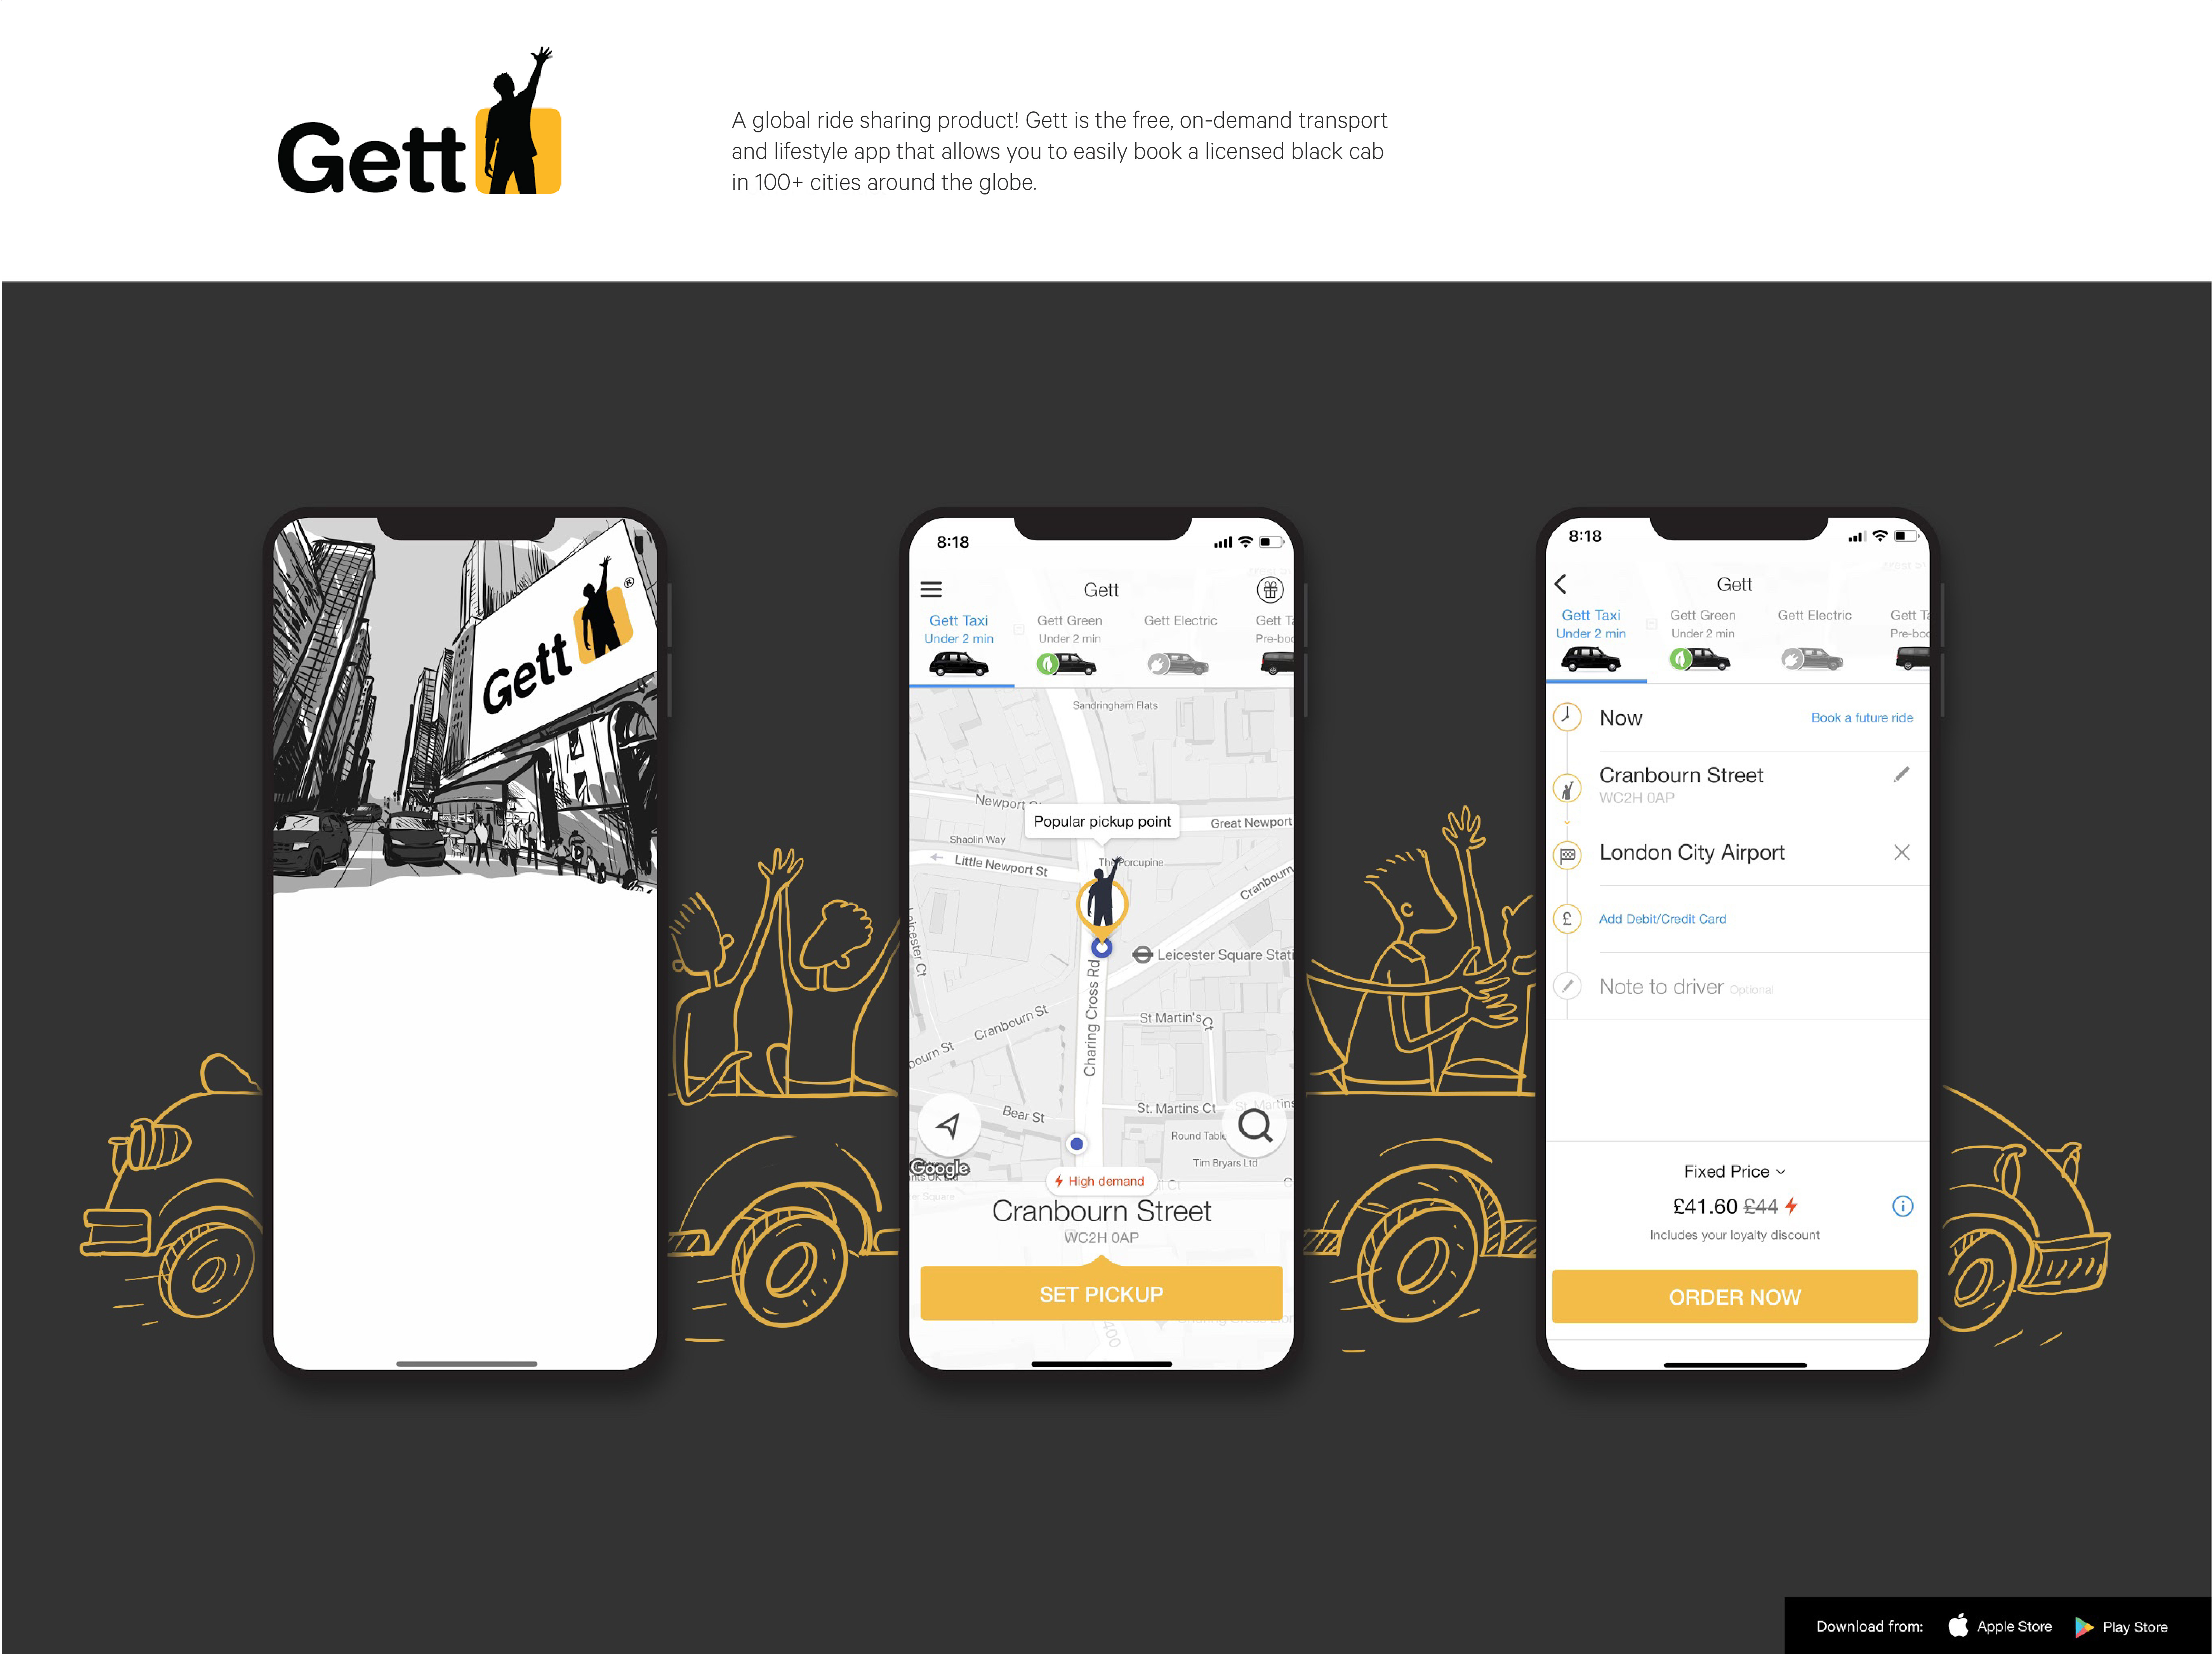 Gett
A global ride sharing product! Gett is the free, on-demand transport
and lifestyle app that allows you to easily book a licensed black cab
in 100+ cities around the globe.
Gett
®
8:18
Gett
Gett Taxi
Under 2 min
Gett Green
Under 2 min
Gett Electric
Gett T
Pre-boo
Sandringham Flats
Newport
Popular pickup point
Great Newport
Shaolin Way
Little Newport St
The Porcupine
Cranbourn
Leicester Ct
Leicester Square Stati
Charing Cross Rd
Cranbourn St
bourn St
St Martin's Ct
Bear St
St. Martins Ct
St. Martins
Round Table
Tim Bryars Ltd
Google
High demand
Cranbourn Street
WC2H 0AP
SET PICKUP
400
8:18
Gett
Gett Taxi
Under 2 min
Gett Green
Under 2 min
Gett Electric
Gett Ta
Pre-boo
Now
Book a future ride
Cranbourn Street
WC2H 0AP
London City Airport
£
Add Debit/Credit Card
Note to driver Optional
Fixed Price
£41.60 £44
Includes your loyalty discount
ORDER NOW
Download from:
Apple Store
Play Store